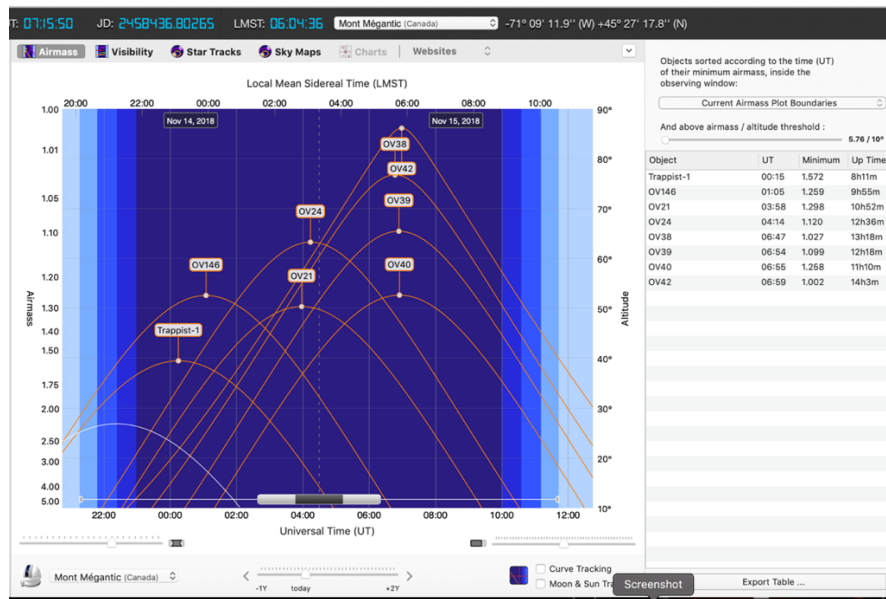 T: 07:15:50 JD: 2458436.80265 LMST: 06:04:36 Mont Mégantic (Canada) -71° 09' 11.9'' (W) +45° 27' 17.8'' (N)
Airmass Visibility Star Tracks Sky Maps Charts Websites
Local Mean Sidereal Time (LMST)
20:00 22:00 00:00 02:00 04:00 06:00 08:00 10:00
Nov 14, 2018 Nov 15, 2018
1.00
1.01
1.05
1.10
1.20
1.30
1.40
1.50
1.75
2.00
2.50
3.00
4.00
5.00
Airmass
OV38
OV42
OV39
OV24
OV146
OV40
OV21
Trappist-1
90°
80°
70°
60°
50°
40°
30°
20°
10°
Altitude
22:00 00:00 02:00 04:00 06:00 08:00 10:00 12:00
Universal Time (UT)
Mont Mégantic (Canada)
-1Y today +2Y
Curve Tracking
Moon & Sun Tra
Screenshot
Objects sorted according to the time (UT)
of their minimum airmass, inside the
observing window:
Current Airmass Plot Boundaries
And above airmass / altitude threshold :
5.76 / 10°
Object UT Minimum Up Time
Trappist-1 00:15 1.572 8h11m
OV146 01:05 1.259 9h55m
OV21 03:58 1.298 10h52m
OV24 04:14 1.120 12h36m
OV38 06:47 1.027 13h18m
OV39 06:54 1.099 12h18m
OV40 06:55 1.258 11h10m
OV42 06:59 1.002 14h3m
Export Table ...